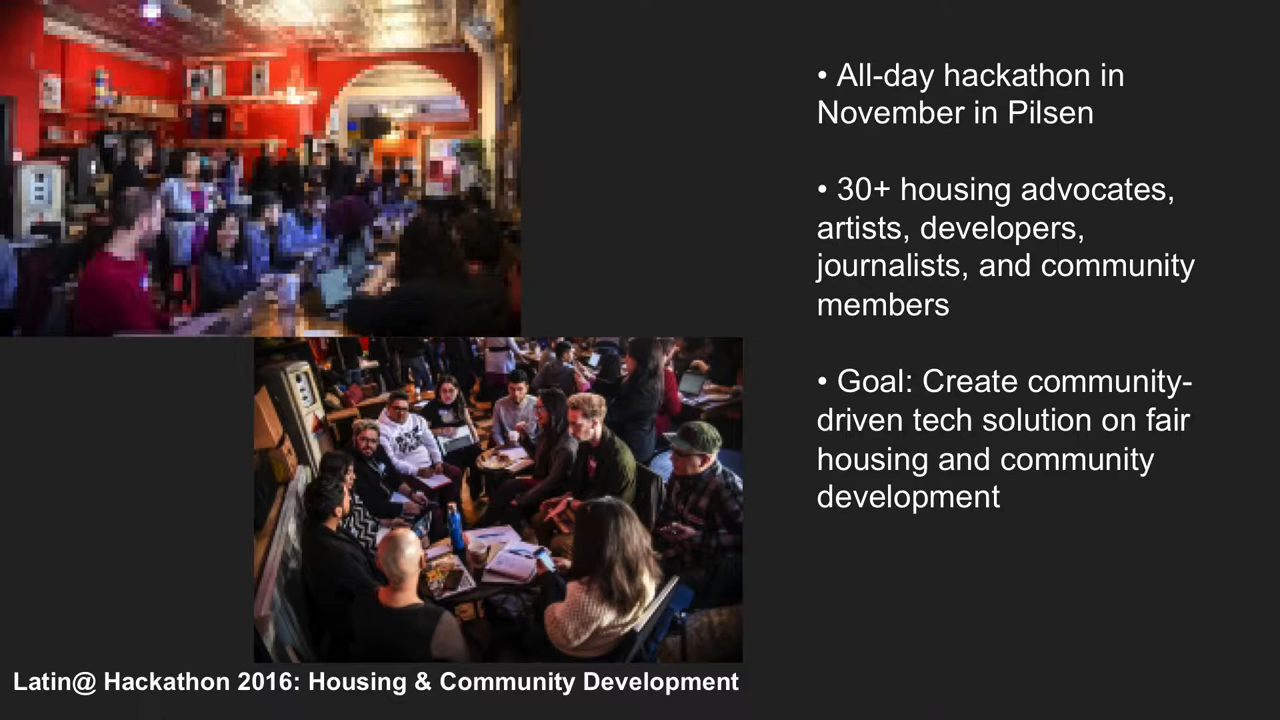 • All-day hackathon in
November in Pilsen
• 30+ housing advocates,
artists, developers,
journalists, and community
members
• Goal: Create community-
driven tech solution on fair
housing and community
development
Latin@ Hackathon 2016: Housing & Community Development